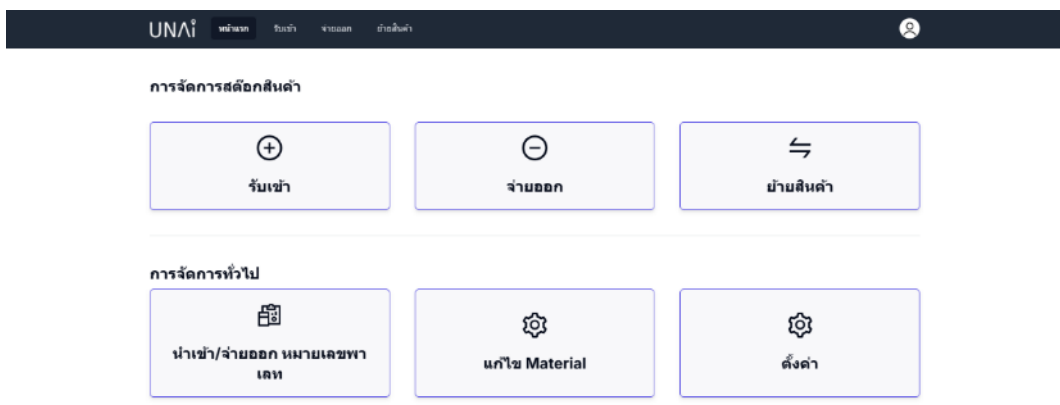 UNAi หน้าแรก รับเข้า จ่ายออก ย้ายสินค้า
การจัดการสต๊อกสินค้า
รับเข้า จ่ายออก ย้ายสินค้า
การจัดการทั่วไป
นำเข้า/จ่ายออก หมายเลขพา
เลท
แก้ไข Material ตั้งค่า